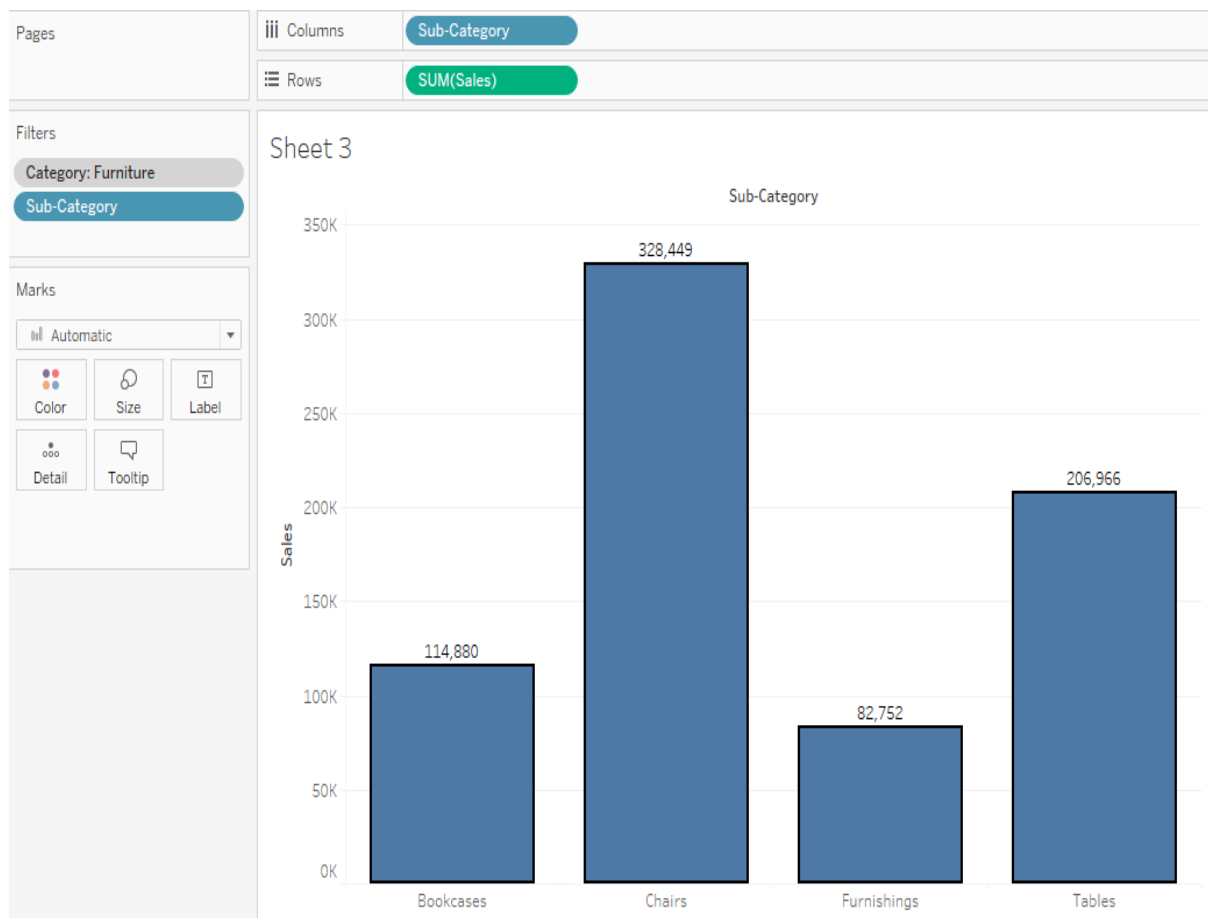 Pages
Columns
Sub-Category
Rows
SUM(Sales)
Filters
Category: Furniture
Sub-Category
Marks
Automatic
Color
Size
Label
Detail
Tooltip
Sheet 3
Sub-Category
350K
300K
250K
200K
150K
100K
50K
0K
Sales
114,880
328,449
82,752
206,966
Bookcases
Chairs
Furnishings
Tables